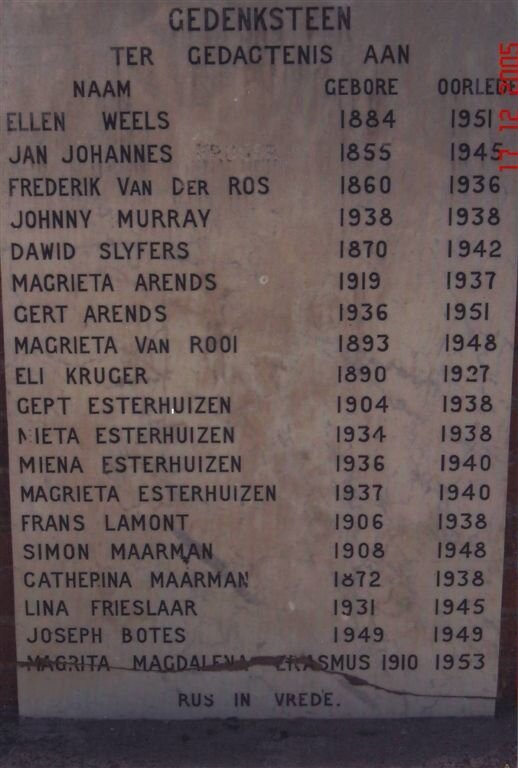 GEDENKSTEEN
TER GEDAGTENIS AAN
NAAM GEBORE OORLEDE
ELLEN WEELS 1884 1951
JAN JOHANNES KRUGER 1855 1945
FREDERIK VAN DER ROS 1860 1936
JOHNNY MURRAY 1938 1938
DAWID SLYFERS 1870 1942
MAGRIETA ARENDS 1919 1937
GERT ARENDS 1936 1951
MAGRIETA VAN ROOI 1893 1948
ELI KRUGER 1890 1927
GEPT ESTERHUIZEN 1904 1938
NIETA ESTERHUIZEN 1934 1938
MIENA ESTERHUIZEN 1936 1940
MAGRIETA ESTERHUIZEN 1937 1940
FRANS LAMONT 1906 1938
SIMON MAARMAN 1908 1948
CATHEPINA MAARMAN 1872 1938
LINA FRIESLAAR 1931 1945
JOSEPH BOTES 1949 1949
MAGRITA MAGDALENA ERASMUS 1910 1953
RUS IN VREDE.
17 12 2005